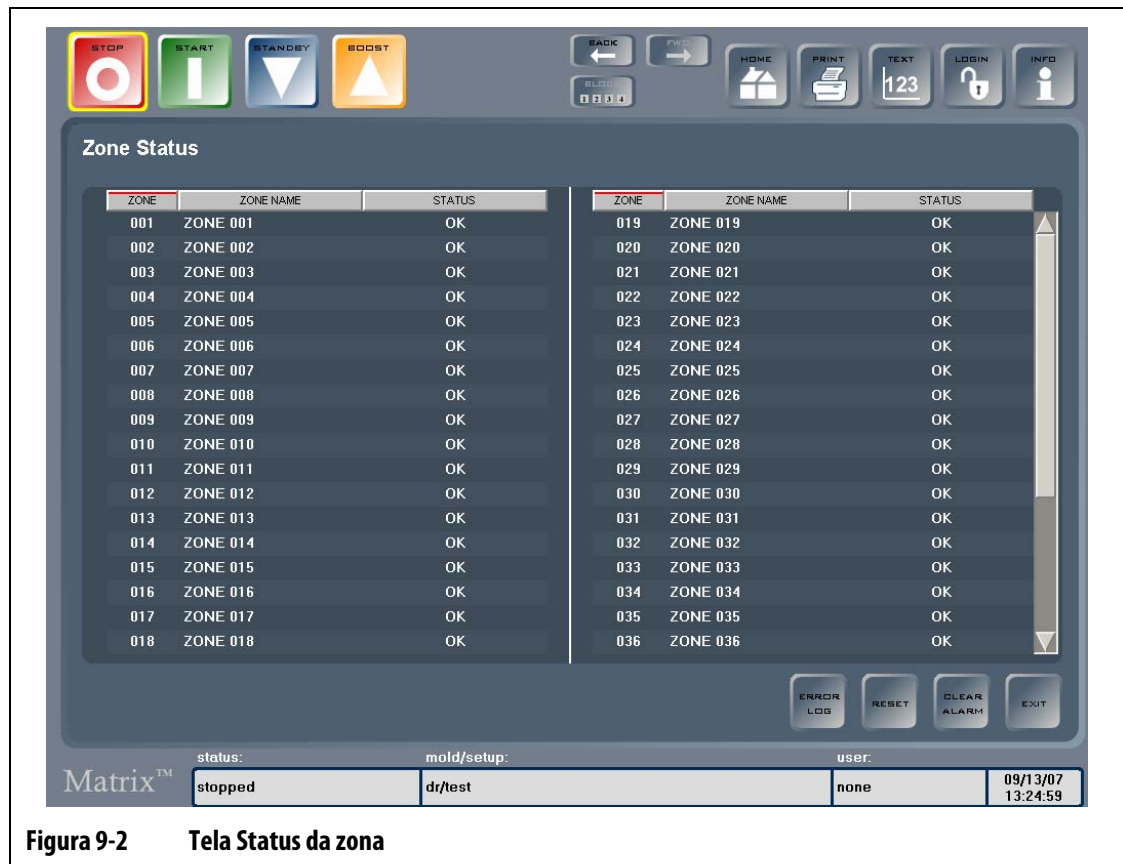 STOP START STANDBY BOOST BACK FWD
BLOCK
1 2 3 4
HOME PRINT TEXT LOGIN INFO
123
Zone Status
ZONE ZONE NAME STATUS ZONE ZONE NAME STATUS
001 ZONE 001 OK 019 ZONE 019 OK
002 ZONE 002 OK 020 ZONE 020 OK
003 ZONE 003 OK 021 ZONE 021 OK
004 ZONE 004 OK 022 ZONE 022 OK
005 ZONE 005 OK 023 ZONE 023 OK
006 ZONE 006 OK 024 ZONE 024 OK
007 ZONE 007 OK 025 ZONE 025 OK
008 ZONE 008 OK 026 ZONE 026 OK
009 ZONE 009 OK 027 ZONE 027 OK
010 ZONE 010 OK 028 ZONE 028 OK
011 ZONE 011 OK 029 ZONE 029 OK
012 ZONE 012 OK 030 ZONE 030 OK
013 ZONE 013 OK 031 ZONE 031 OK
014 ZONE 014 OK 032 ZONE 032 OK
015 ZONE 015 OK 033 ZONE 033 OK
016 ZONE 016 OK 034 ZONE 034 OK
017 ZONE 017 OK 035 ZONE 035 OK
018 ZONE 018 OK 036 ZONE 036 OK
ERROR LOG RESET CLEAR ALARM EXIT
status: mold/setup: user:
Matrix™ stopped dr/test none 09/13/07
13:24:59
Figura 9-2 Tela Status da zona